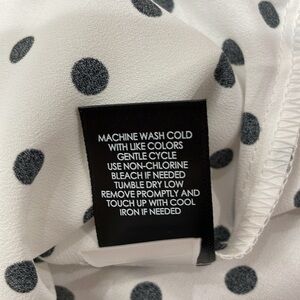 MACHINE WASH COLD
WITH LIKE COLORS
GENTLE CYCLE
USE NON-CHLORINE
BLEACH IF NEEDED
TUMBLE DRY LOW
REMOVE PROMPTLY AND
TOUCH UP WITH COOL
IRON IF NEEDED